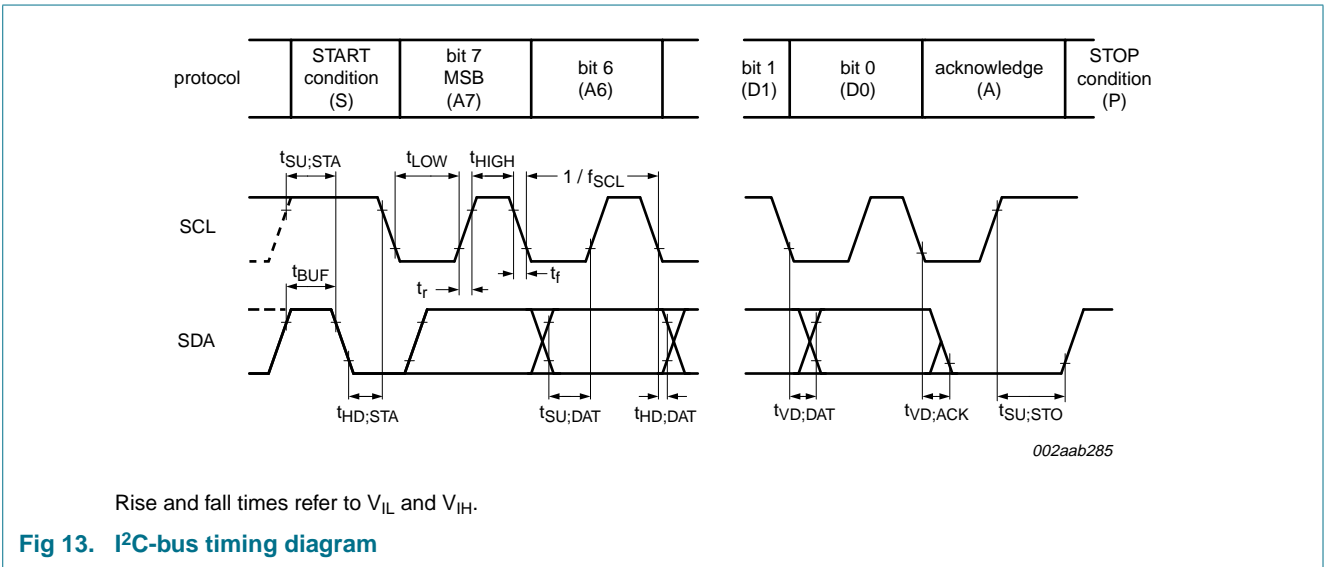 protocol
START
condition
(S)
bit 7
MSB
(A7)
bit 6
(A6)
bit 1
(D1)
bit 0
(D0)
acknowledge
(A)
STOP
condition
(P)
tSU;STA
tLOW
tHIGH
1 / fSCL
SCL
tBUF
tr
tf
SDA
tHD;STA
tSU;DAT
tHD;DAT
tVD;DAT
tVD;ACK
tSU;STO
002aab285
Rise and fall times refer to VIL and VIH.
Fig 13. I²C-bus timing diagram